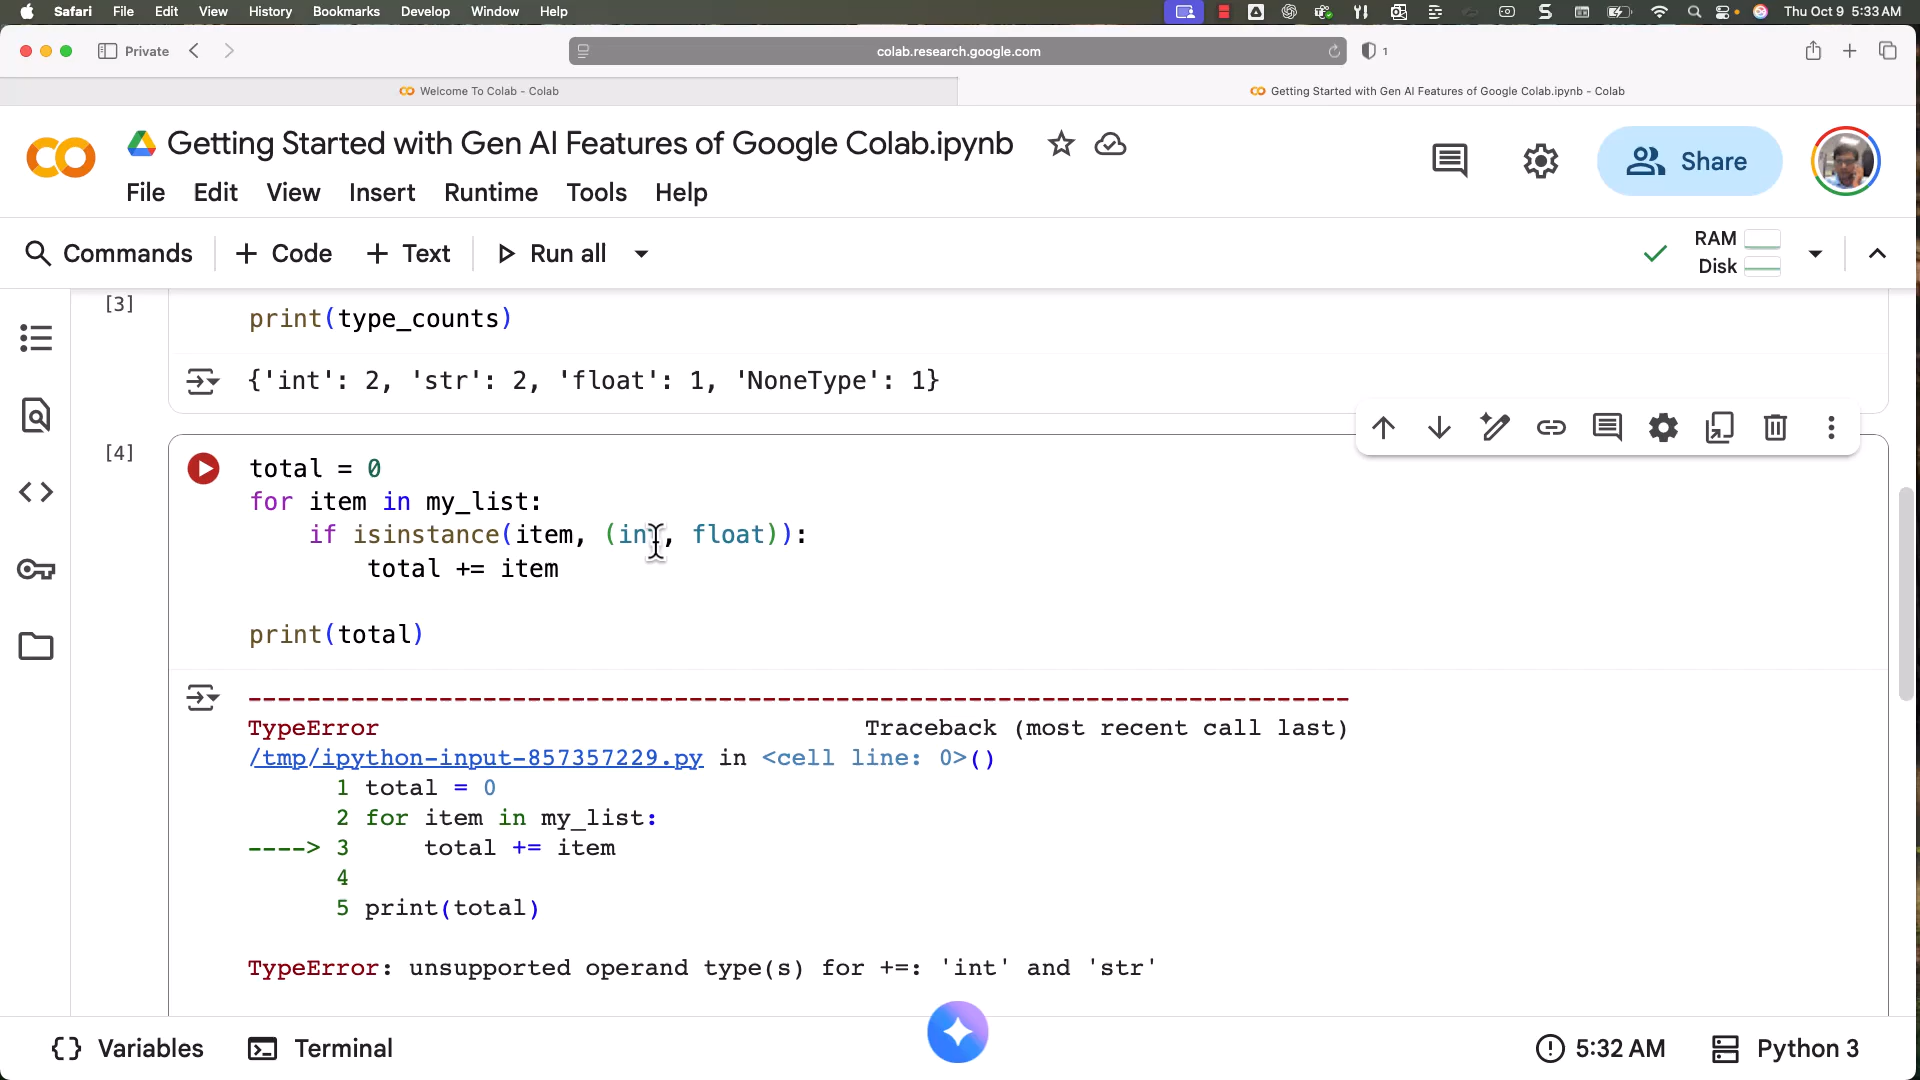 Safari File Edit View History Bookmarks Develop Window Help Thu Oct 9 5:33 AM
Private colab.research.google.com 1
Welcome To Colab - Colab Getting Started with Gen AI Features of Google Colab.ipynb - Colab
Getting Started with Gen AI Features of Google Colab.ipynb
Share
File Edit View Insert Runtime Tools Help
Commands + Code + Text Run all RAM
Disk
[3]
print(type_counts)
{'int': 2, 'str': 2, 'float': 1, 'NoneType': 1}
[4]
total = 0
for item in my_list:
    if isinstance(item, (int, float)):
        total += item
print(total)
---------------------------------------------------------------------------
TypeError Traceback (most recent call last)
/tmp/ipython-input-857357229.py in <cell line: 0>()
1 total = 0
2 for item in my_list:
----> 3     total += item
4
5 print(total)
TypeError: unsupported operand type(s) for +=: 'int' and 'str'
{} Variables Terminal 5:32 AM Python 3